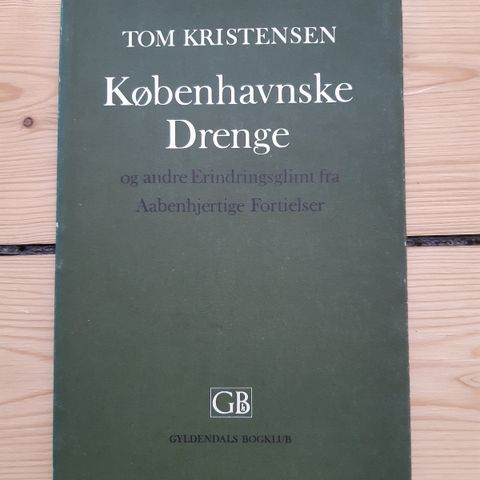 TOM KRISTENSEN
Københavnske
Drenge
og andre Erindringsglimt fra
Aabenhjertige Fortielser
GB
GYLDENDALS BOGKLUB